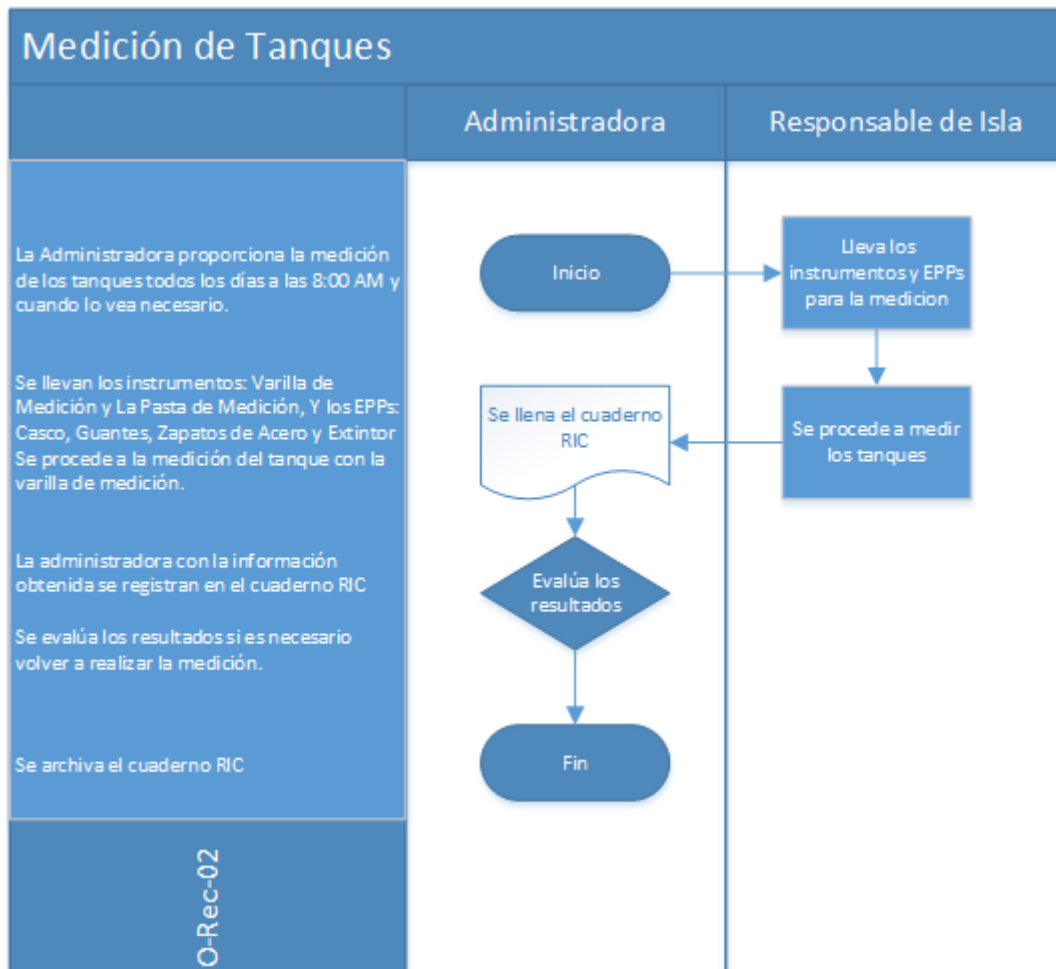 Medición de Tanques
Administradora
Responsable de Isla
La Administradora proporciona la medición
de los tanques todos los días a las 8:00 AM y
cuando lo vea necesario.
Se llevan los instrumentos: Varilla de
Medición y La Pasta de Medición, Y los EPPs:
Casco, Guantes, Zapatos de Acero y Extintor
Se procede a la medición del tanque con la
varilla de medición.
La administradora con la información
obtenida se registran en el cuaderno RIC
Se evalúa los resultados si es necesario
volver a realizar la medición.
Se archiva el cuaderno RIC
Inicio
Lleva los
instrumentos y EPPs
para la medicion
Se procede a medir
los tanques
Se llena el cuaderno
RIC
Evalúa los
resultados
Fin
O-Rec-02